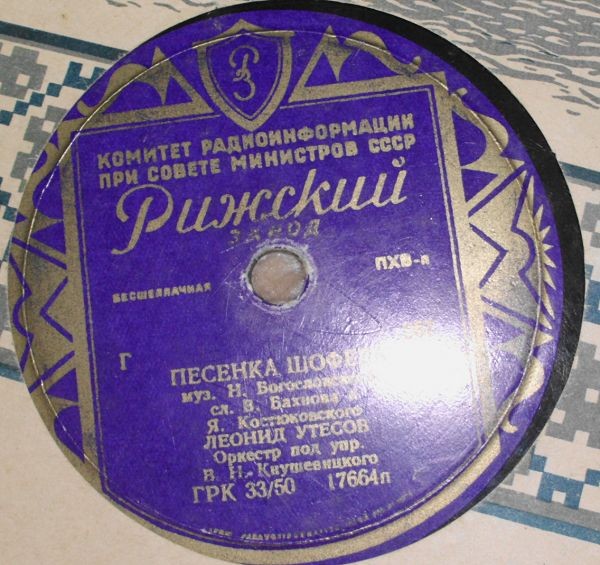 РЗ
КОМИТЕТ РАДИОИНФОРМАЦИИ
ПРИ СОВЕТЕ МИНИСТРОВ СССР
Рижский
ЗАВОД
ПХВ-п
БЕСШЕЛЛАЧНАЯ
Г
ПЕСЕНКА ШОФЕ
муз. Н. Богословск
сл. В. Бахнова и
Я. Костюковского
ЛЕОНИД УТЕСОВ
Оркестр под упр.
В. Н. Кнушевицкого
ГРК 33/50 17664п